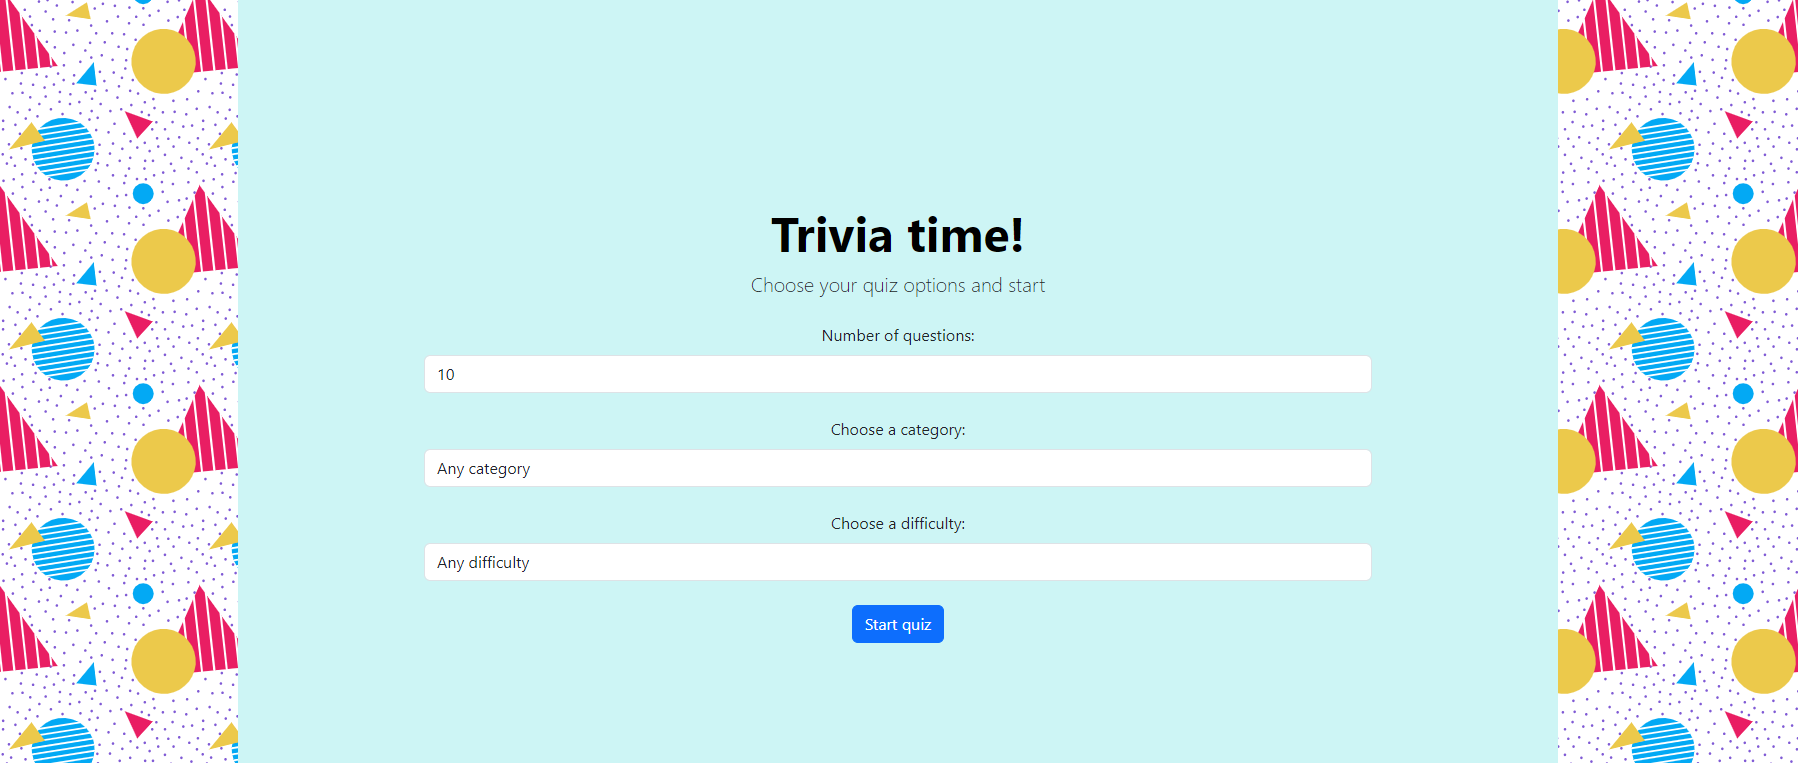 Trivia time!
Choose your quiz options and start
Number of questions:
10
Choose a category:
Any category
Choose a difficulty:
Any difficulty
Start quiz